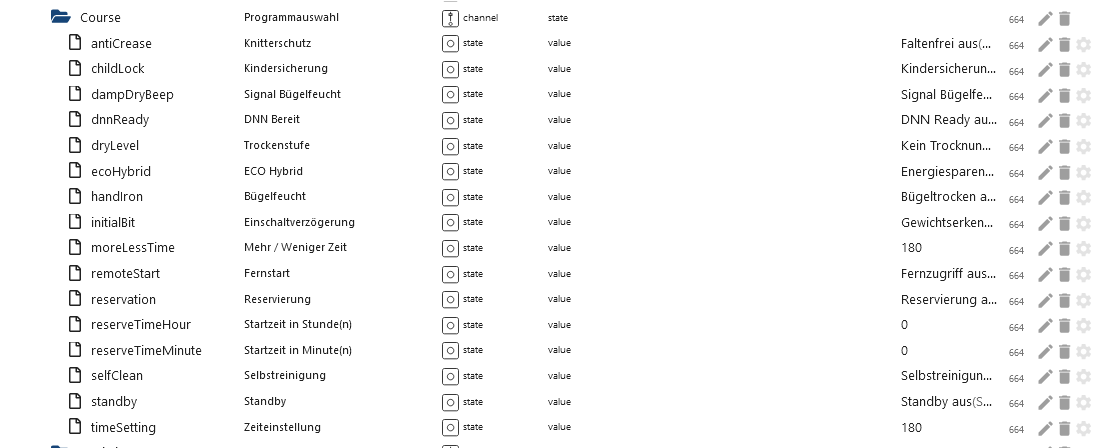 Course Programmauswahl channel state 664
antiCrease Knitterschutz state value Faltenfrei aus(... 664
childLock Kindersicherung state value Kindersicherun... 664
dampDryBeep Signal Bügelfeucht state value Signal Bügelfe... 664
dnnReady DNN Bereit state value DNN Ready au... 664
dryLevel Trockenstufe state value Kein Trocknun... 664
ecoHybrid ECO Hybrid state value Energiesparen... 664
handIron Bügelfeucht state value Bügeltrocken a... 664
initialBit Einschaltverzögerung state value Gewichtserken... 664
moreLessTime Mehr / Weniger Zeit state value 180 664
remoteStart Fernstart state value Fernzugriff aus... 664
reservation Reservierung state value Reservierung a... 664
reserveTimeHour Startzeit in Stunde(n) state value 0 664
reserveTimeMinute Startzeit in Minute(n) state value 0 664
selfClean Selbstreinigung state value Selbstreinigun... 664
standby Standby state value Standby aus(S... 664
timeSetting Zeiteinstellung state value 180 664